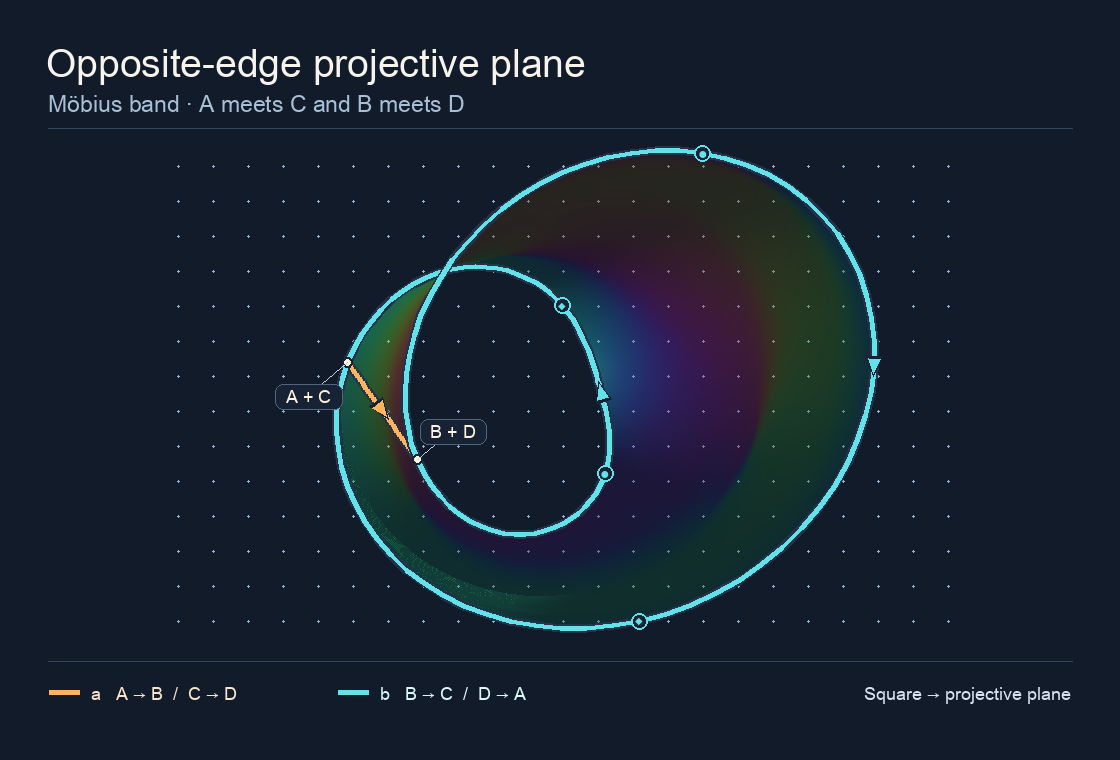 Opposite-edge projective plane
Möbius band · A meets C and B meets D
A + C
B + D
a A→B / C→D
b B→C / D→A
Square→projective plane